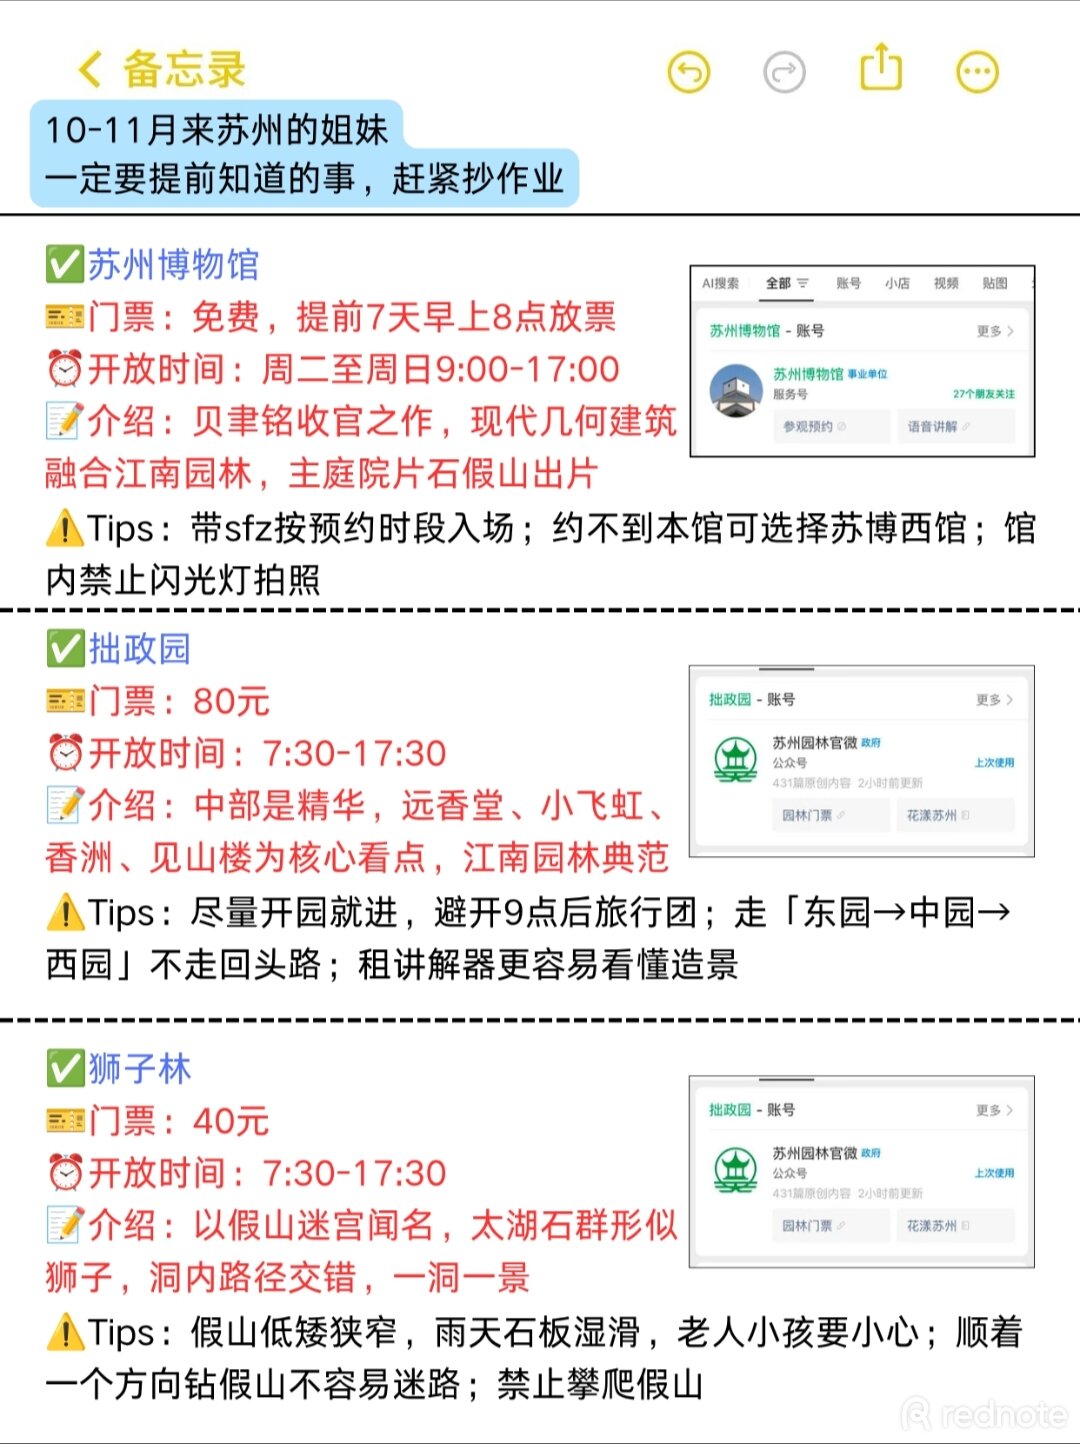 备忘录
10-11月来苏州的姐妹
一定要提前知道的事，赶紧抄作业
✅苏州博物馆
🎫门票：免费，提前7天早上8点放票
⏰开放时间：周二至周日9:00-17:00
📝介绍：贝聿铭收官之作，现代几何建筑
融合江南园林，主庭院片石假山出片
⚠️Tips：带sfz按预约时段入场；约不到本馆可选择苏博西馆；馆
内禁止闪光灯拍照
AI搜索 全部 账号 小店 视频 贴图
苏州博物馆 - 账号 更多
苏州博物馆 事业单位
服务号 27个朋友关注
参观预约 语音讲解
✅拙政园
🎫门票：80元
⏰开放时间：7:30-17:30
📝介绍：中部是精华，远香堂、小飞虹、
香洲、见山楼为核心看点，江南园林典范
⚠️Tips：尽量开园就进，避开9点后旅行团；走「东园→中园→
西园」不走回头路；租讲解器更容易看懂造景
拙政园 - 账号 更多
苏州园林官微 政府
公众号 上次使用
431篇原创内容 2小时前更新
园林门票 花漾苏州
✅狮子林
🎫门票：40元
⏰开放时间：7:30-17:30
📝介绍：以假山迷宫闻名，太湖石群形似
狮子，洞内路径交错，一洞一景
⚠️Tips：假山低矮狭窄，雨天石板湿滑，老人小孩要小心；顺着
一个方向钻假山不容易迷路；禁止攀爬假山
拙政园 - 账号 更多
苏州园林官微 政府
公众号 上次使用
431篇原创内容 2小时前更新
园林门票 花漾苏州
rednote